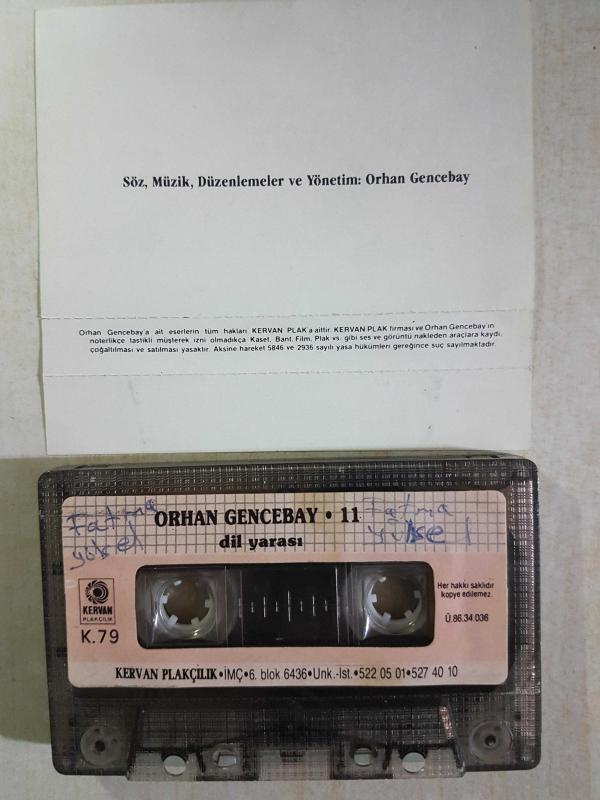 Söz, Müzik, Düzenlemeler ve Yönetim: Orhan Gencebay
Orhan Gencebay'a ait eserlerin tüm hakları KERVAN PLAK'a aittir. KERVAN PLAK firması ve Orhan Gencebay'ın
noterlikçe tastikli müşterek izni olmadıkça Kaset, Bant, Film, Plak vs. gibi ses ve görüntü nakleden araçlara kaydı,
çoğaltılması ve satılması yasaktır. Aksine hareket 5846 ve 2936 sayılı yasa hükümleri gereğince suç sayılmaktadır.
Fatma
yüksel
ORHAN GENCEBAY • 11
dil yarası
Fatma
yüksel
KERVAN
PLAKÇILIK
K.79
Her hakkı saklıdır
kopye edilemez.
Ü.86.34.036
KERVAN PLAKÇILIK•İMÇ•6. blok 6436•Unk.-İst.•522 05 01•527 40 10